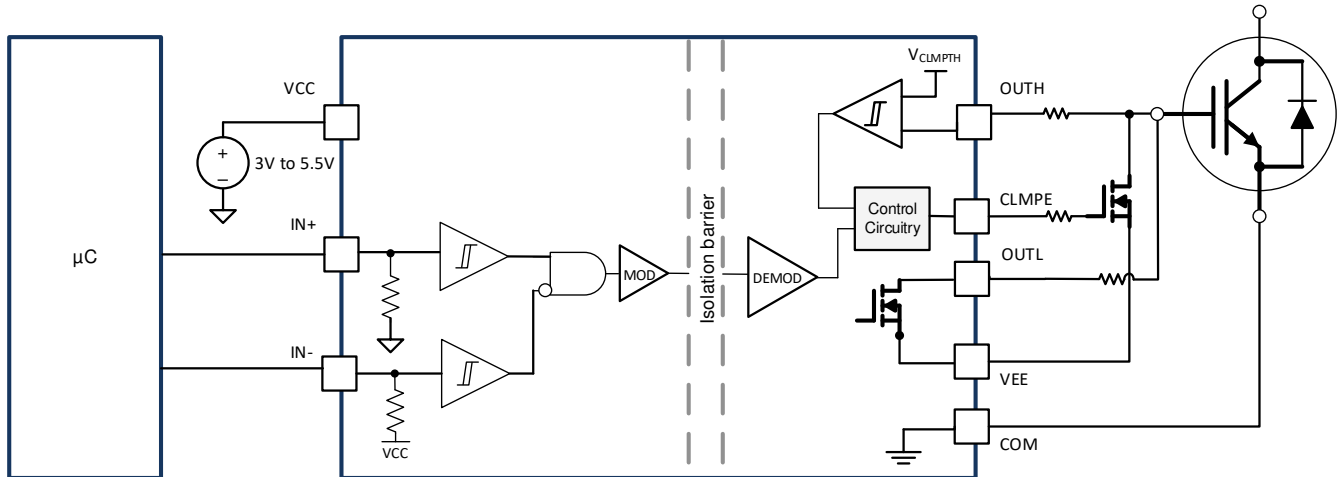 µC
VCC
+
3V to 5.5V
−
IN+
IN-
VCC
MOD
Isolation barrier
DEMOD
VCLMPTH
Control
Circuitry
OUTH
CLMPE
OUTL
VEE
COM